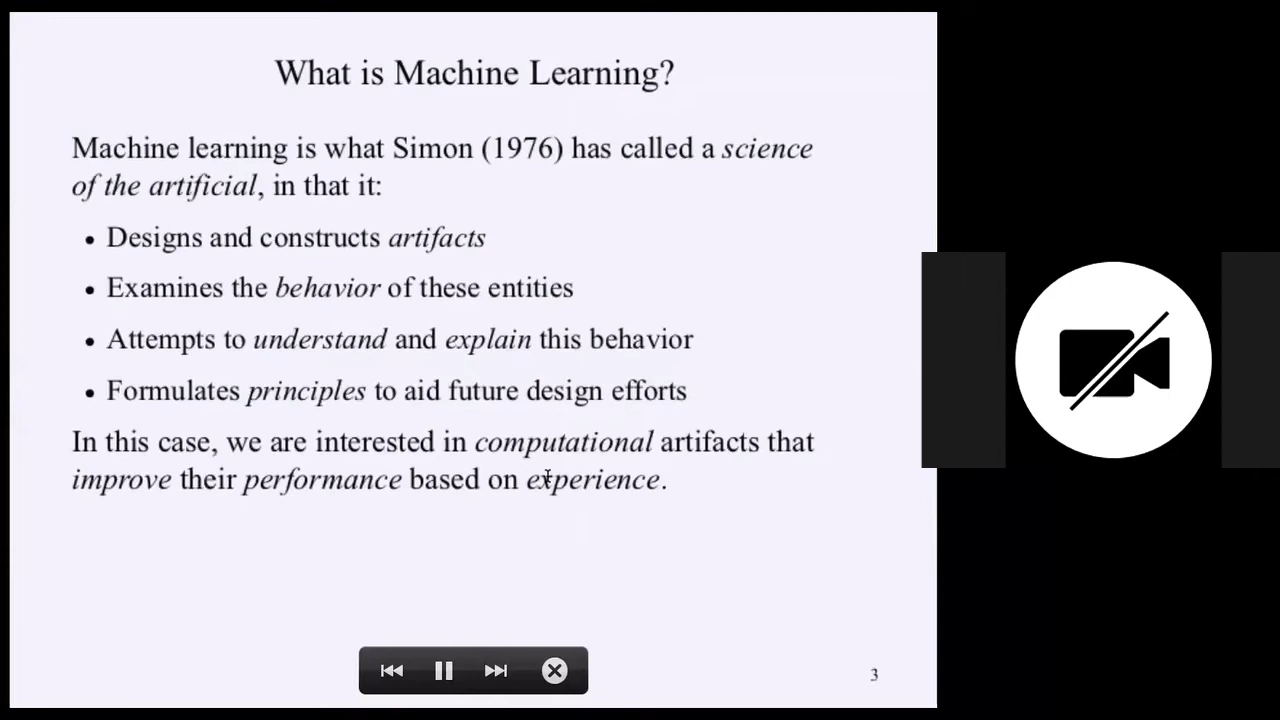 What is Machine Learning?
Machine learning is what Simon (1976) has called a science
of the artificial, in that it:
• Designs and constructs artifacts
• Examines the behavior of these entities
• Attempts to understand and explain this behavior
• Formulates principles to aid future design efforts
In this case, we are interested in computational artifacts that
improve their performance based on experience.
3